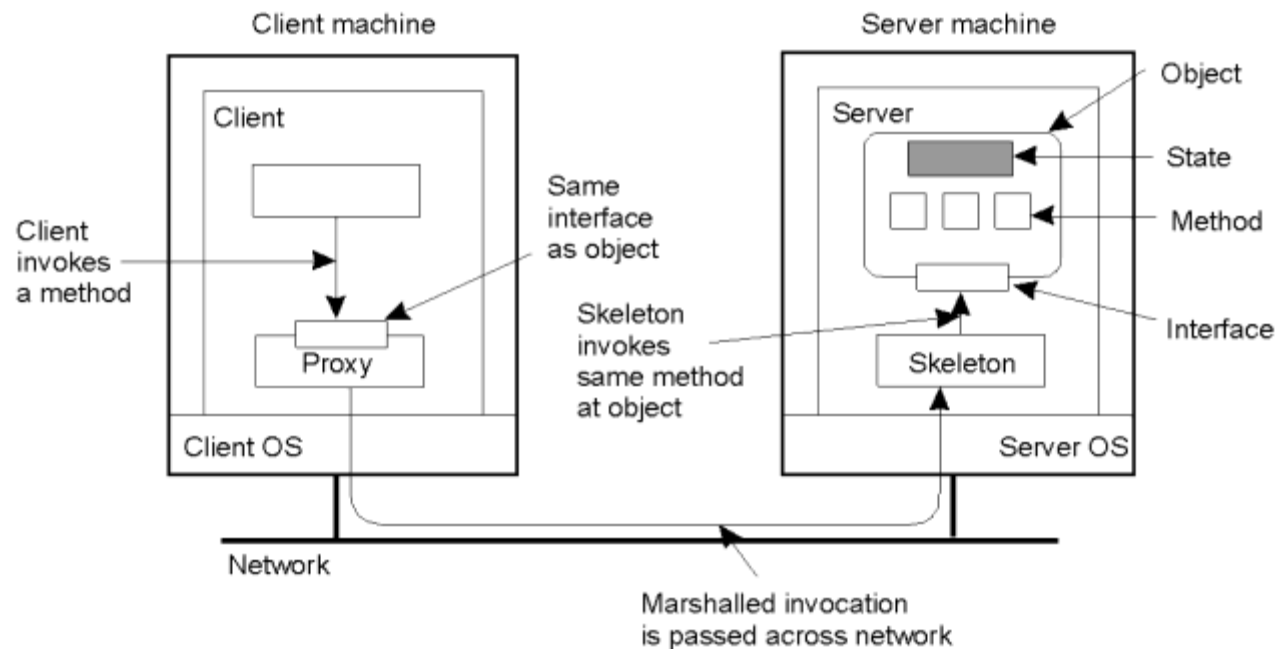 Client machine
Server machine
Object
Client
Server
State
Same
interface
as object
Method
Client
invokes
a method
Skeleton
invokes
same method
at object
Interface
Proxy
Skeleton
Client OS
Server OS
Network
Marshalled invocation
is passed across network